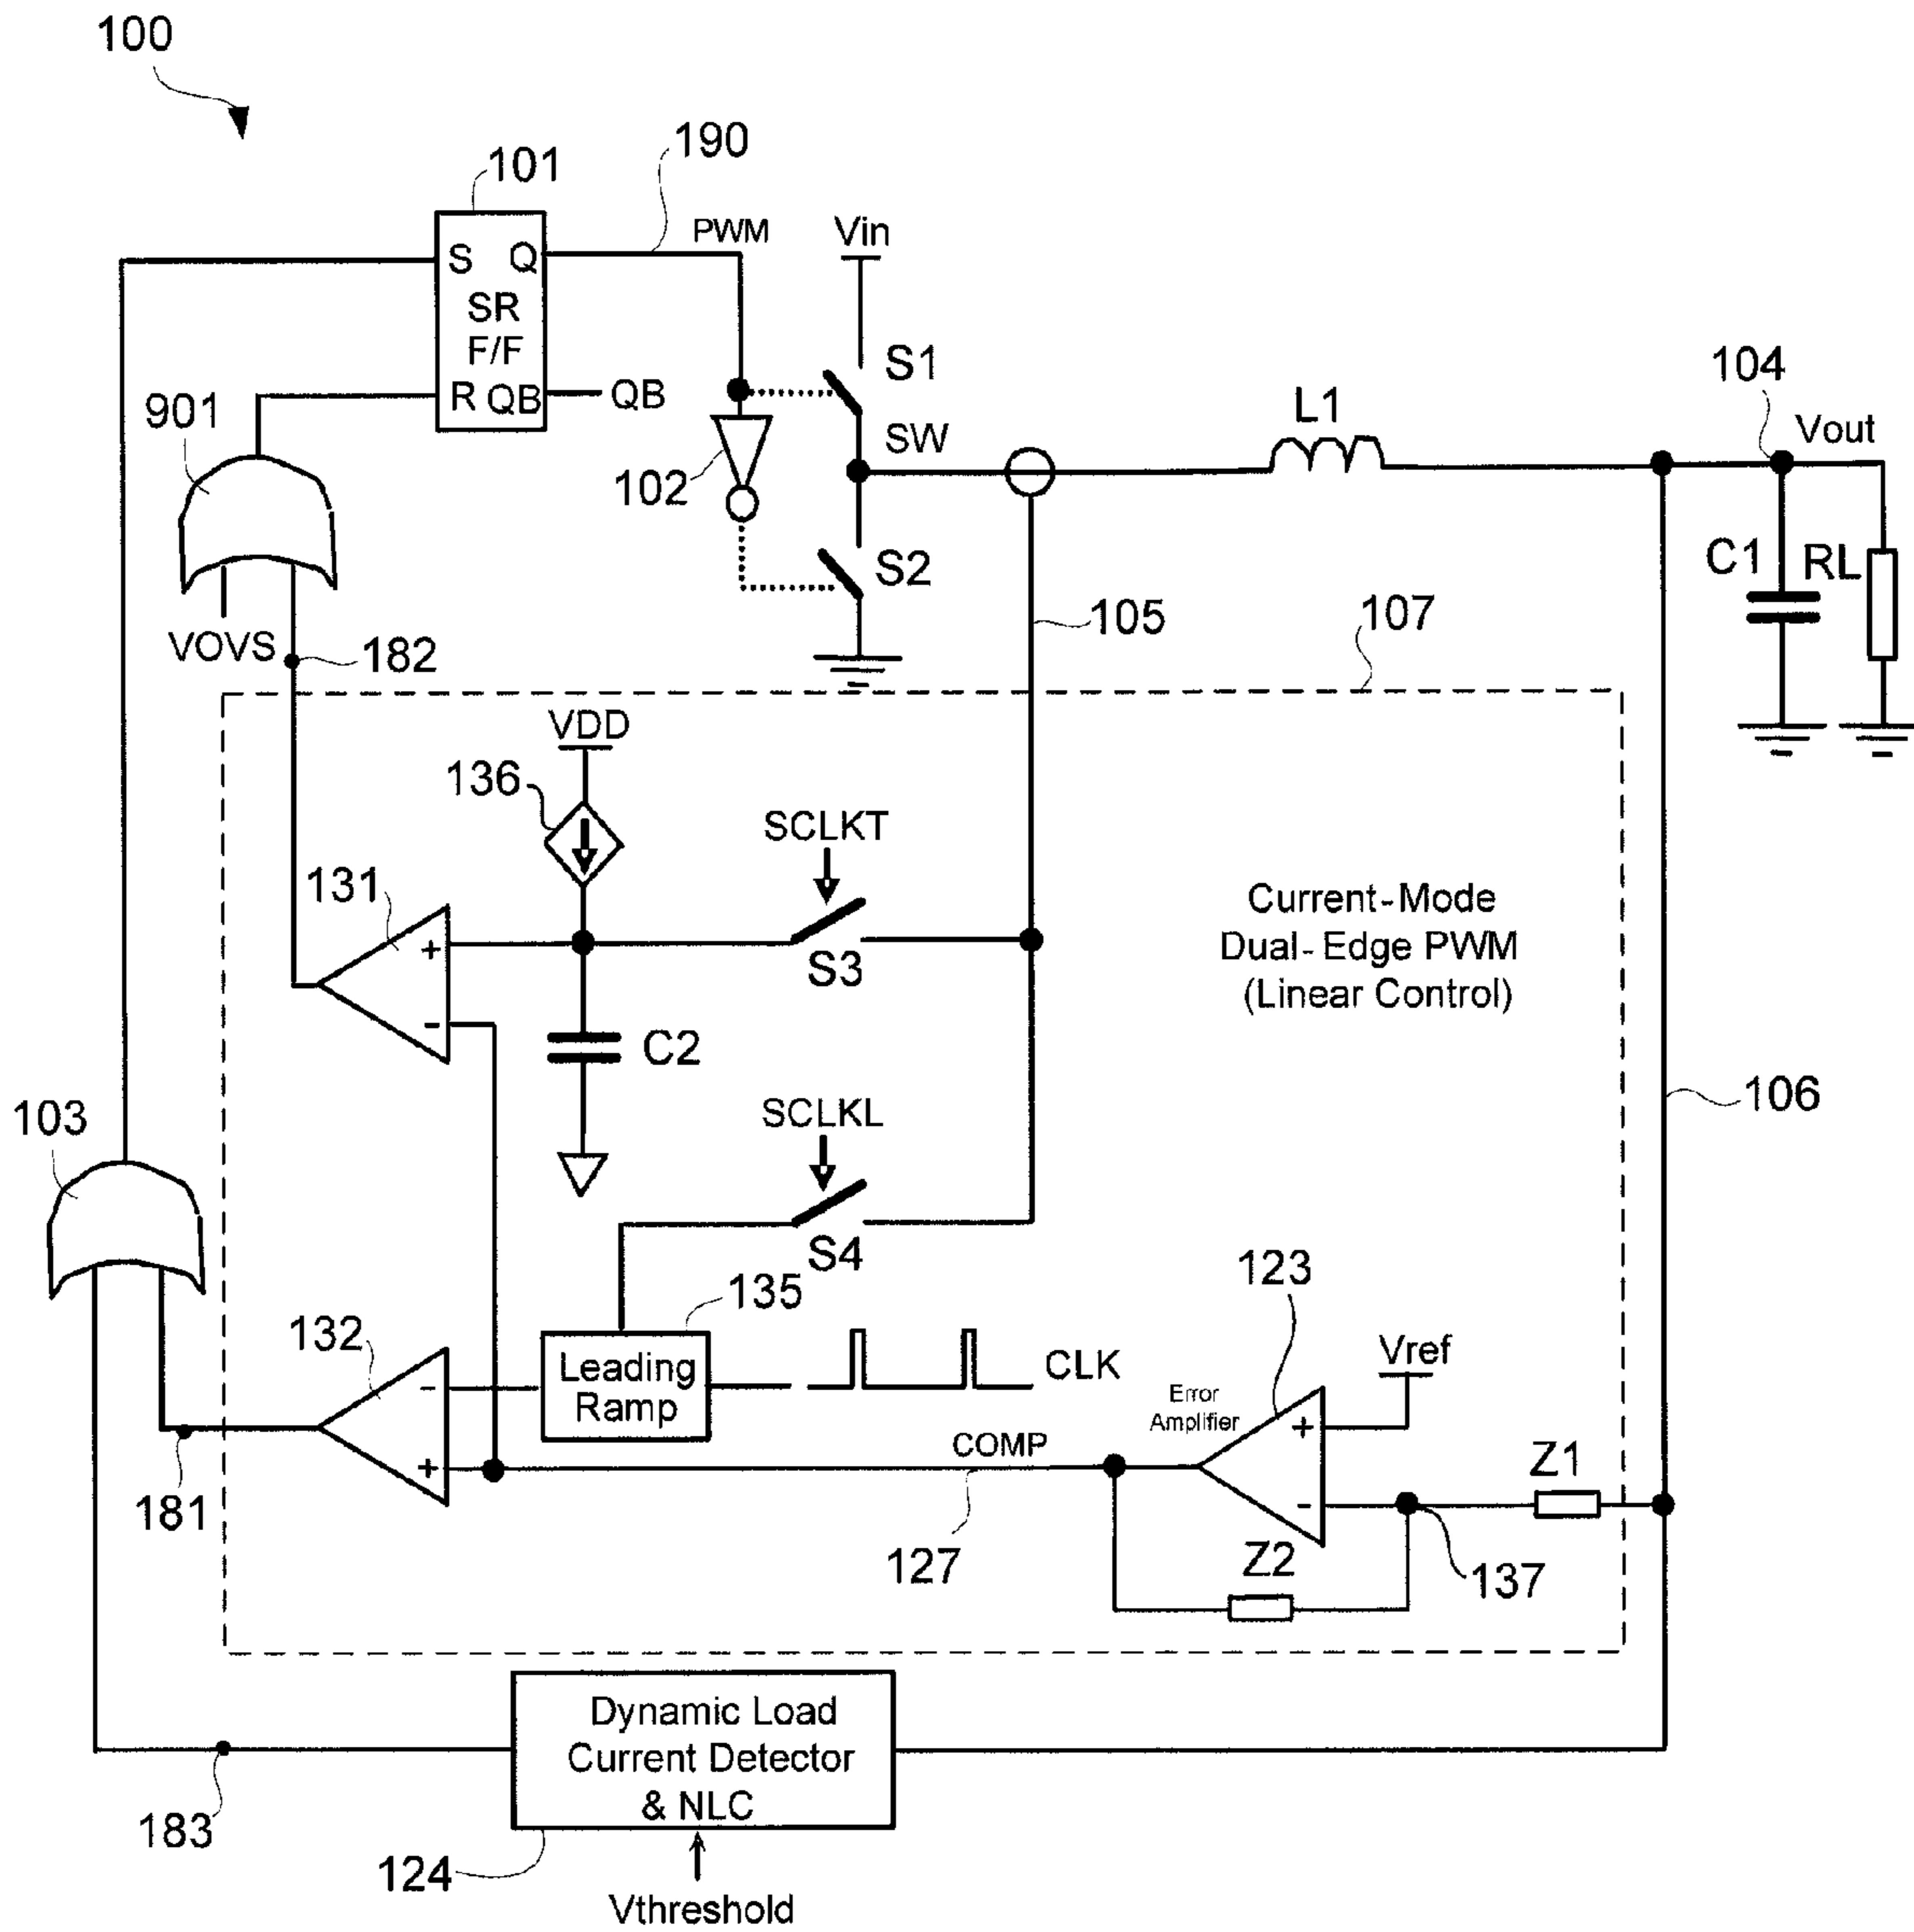 100
190
101
PWM
Vin
S Q
SR
F/F
R QB
QB
S1
SW
L1
104
Vout
901
102
S2
C1
RL
105
107
VOVS
182
VDD
136
SCLKT
131
+
S3
Current-Mode
Dual-Edge PWM
(Linear Control)
-
C2
103
SCLKL
106
S4
135
123
132
Vref
-
Leading
Ramp
CLK
Error
Amplifier
+
COMP
+
Z1
181
-
127
Z2
137
Dynamic Load
Current Detector
& NLC
183
124
Vthreshold